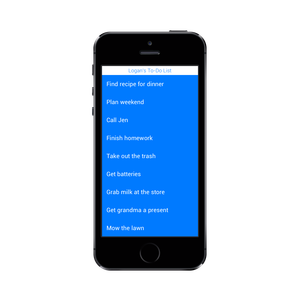 Logan's To-Do List
Find recipe for dinner
Plan weekend
Call Jen
Finish homework
Take out the trash
Get batteries
Grab milk at the store
Get grandma a present
Mow the lawn